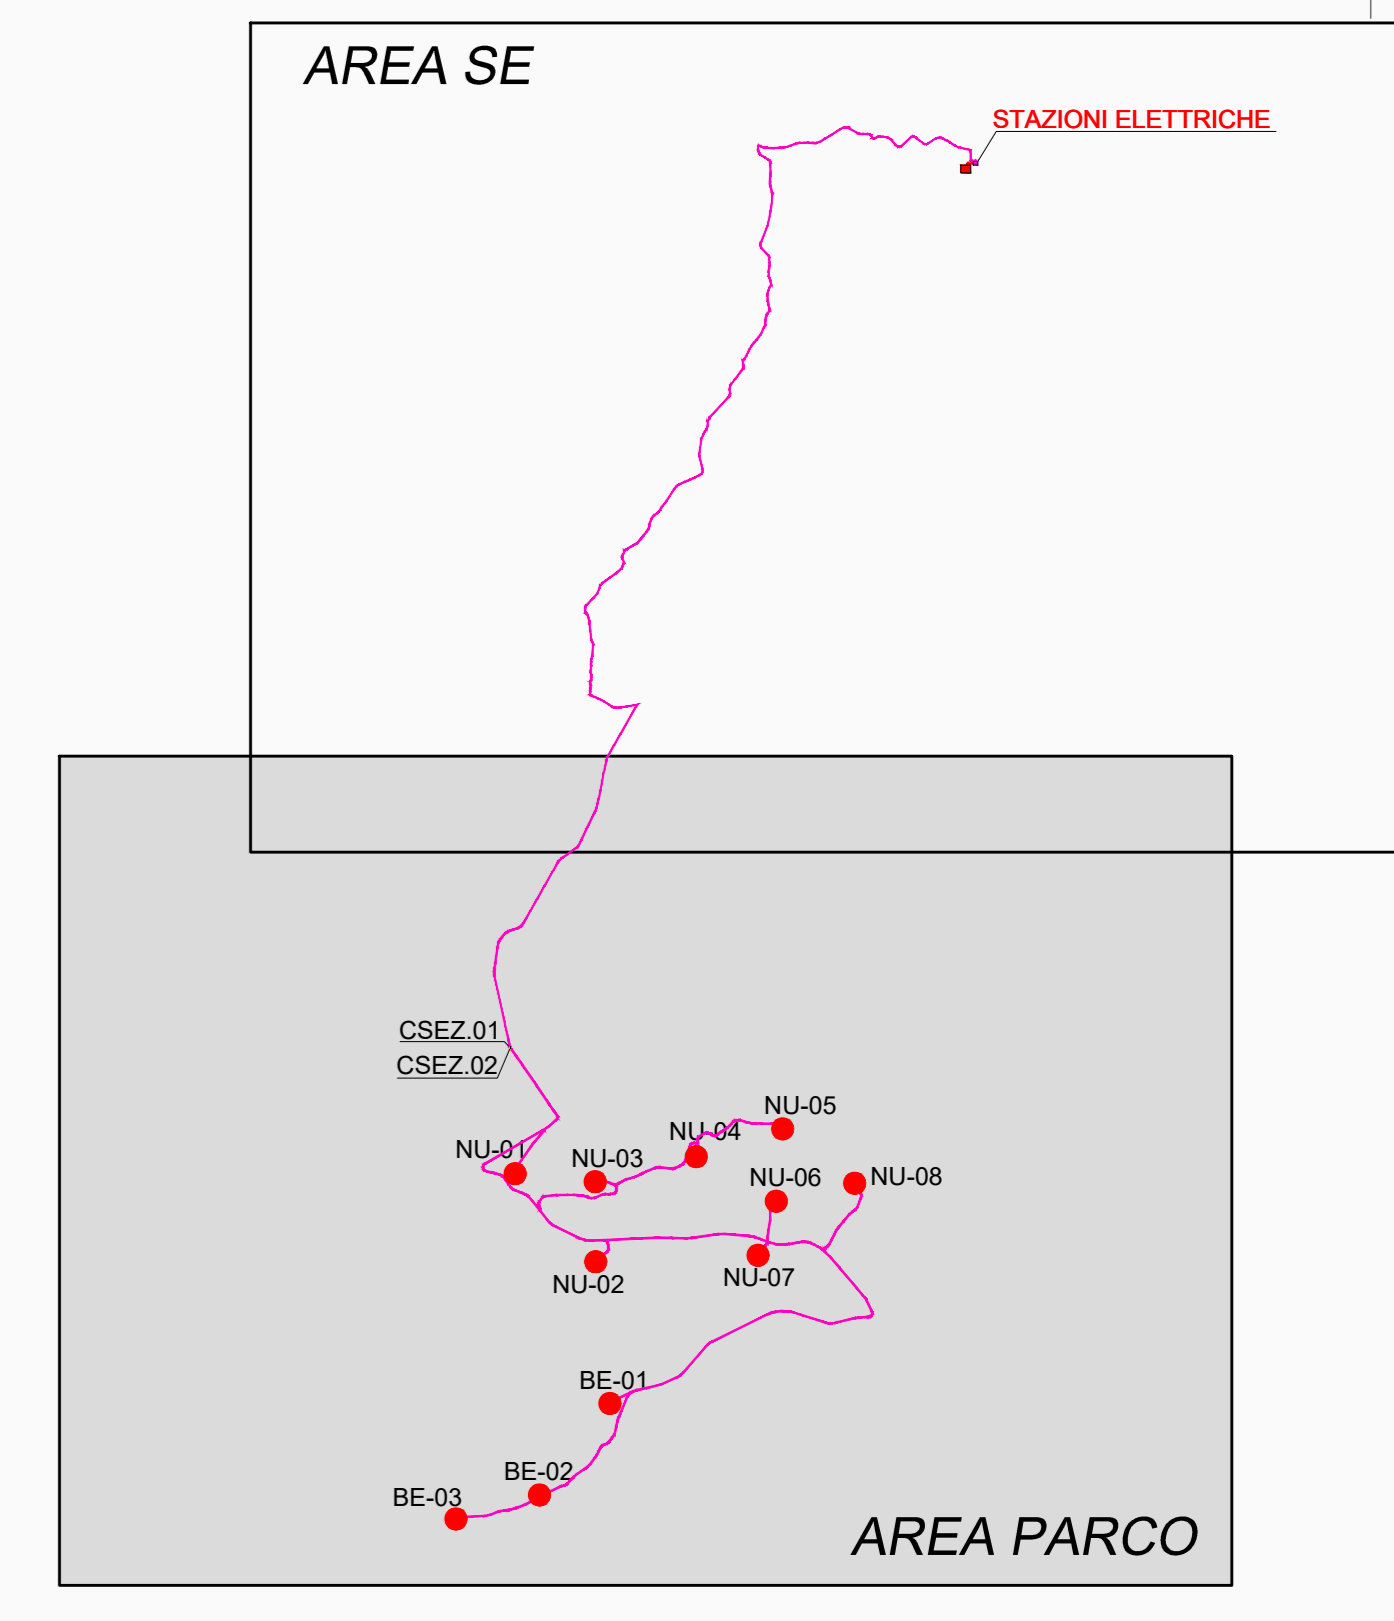 AREA SE
STAZIONI ELETTRICHE
CSEZ.01
CSEZ.02
NU-05
NU-04
NU-01
NU-03
NU-06
NU-08
NU-02
NU-07
BE-01
BE-02
BE-03
AREA PARCO